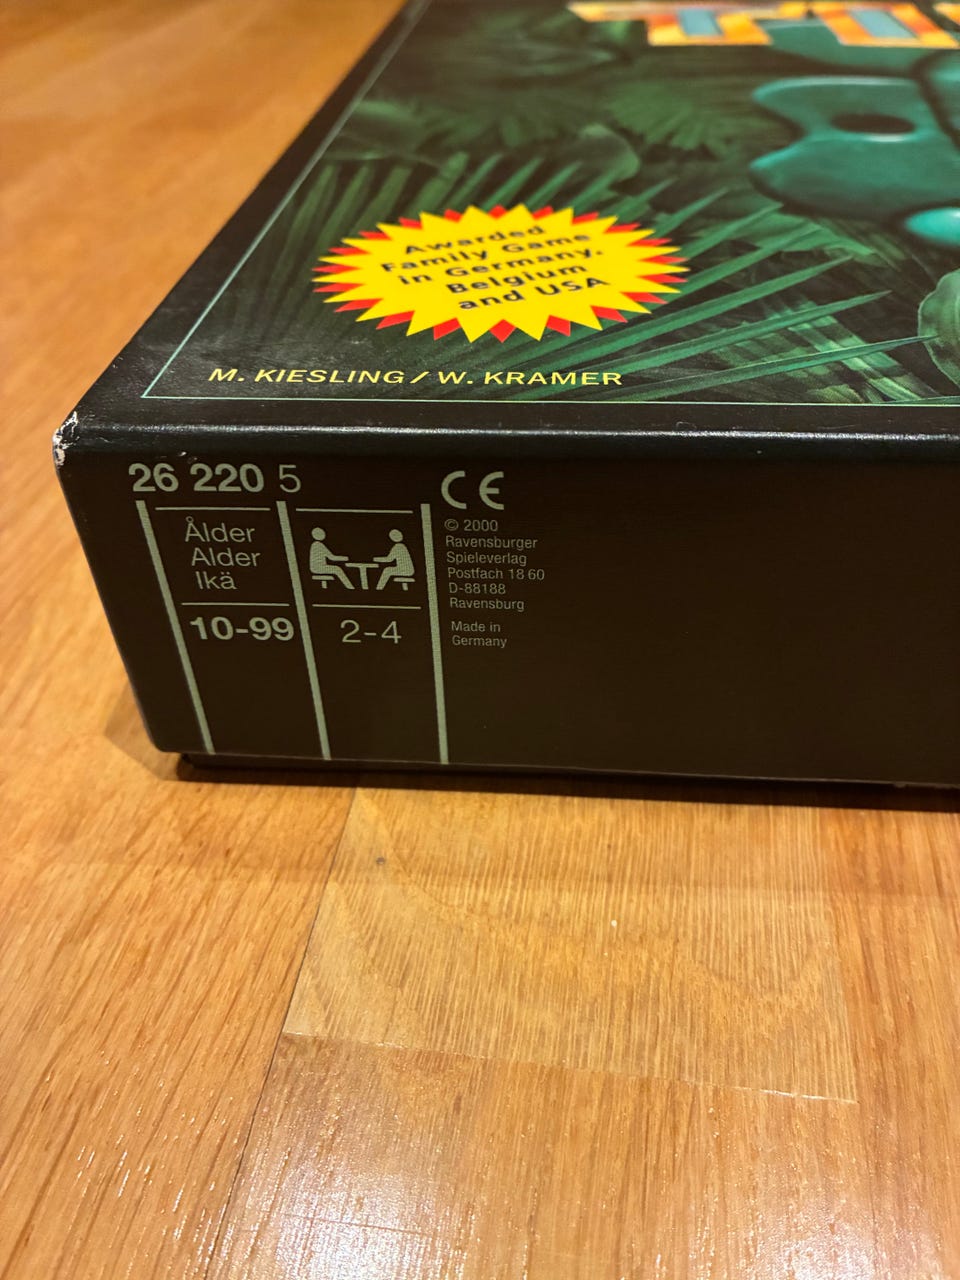 Awarded
Family Game
in Germany,
Belgium
and USA
M. KIESLING / W. KRAMER
26 220 5
Ålder
Alder
Ikä
10-99
2-4
CE
© 2000
Ravensburger
Spieleverlag
Postfach 18 60
D-88188
Ravensburg
Made in
Germany